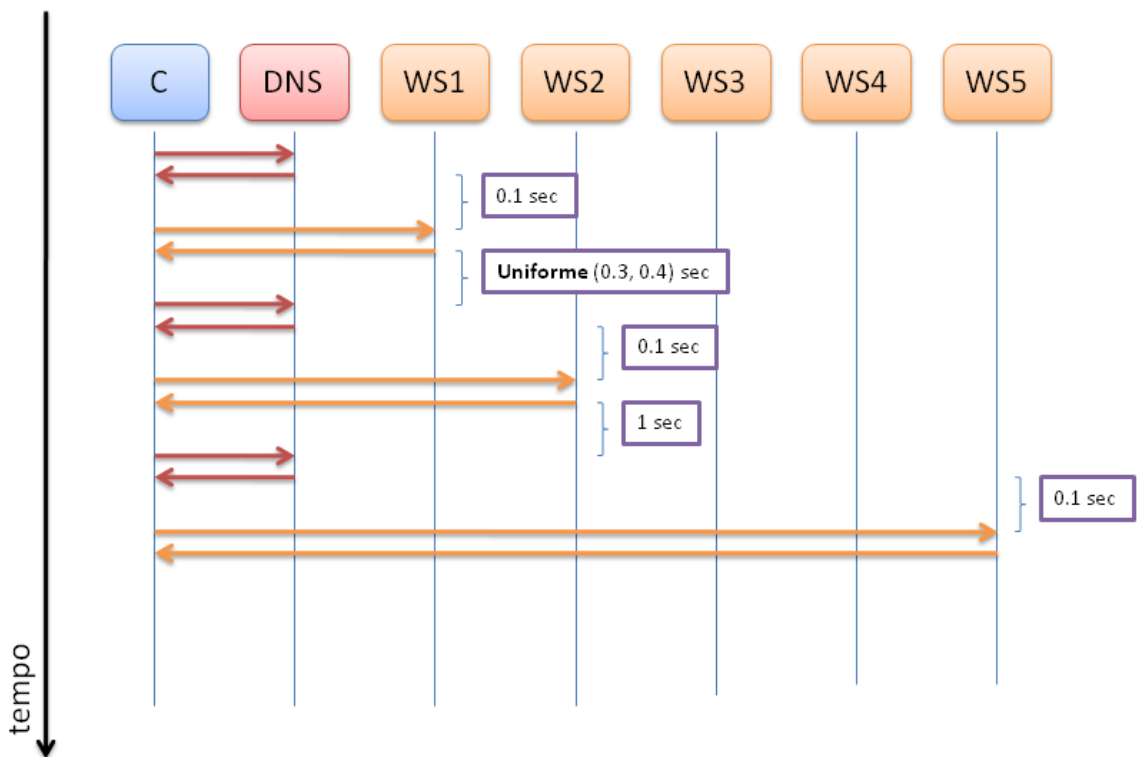 C
DNS
WS1
WS2
WS3
WS4
WS5
0.1 sec
Uniforme (0.3, 0.4) sec
0.1 sec
1 sec
0.1 sec
tempo